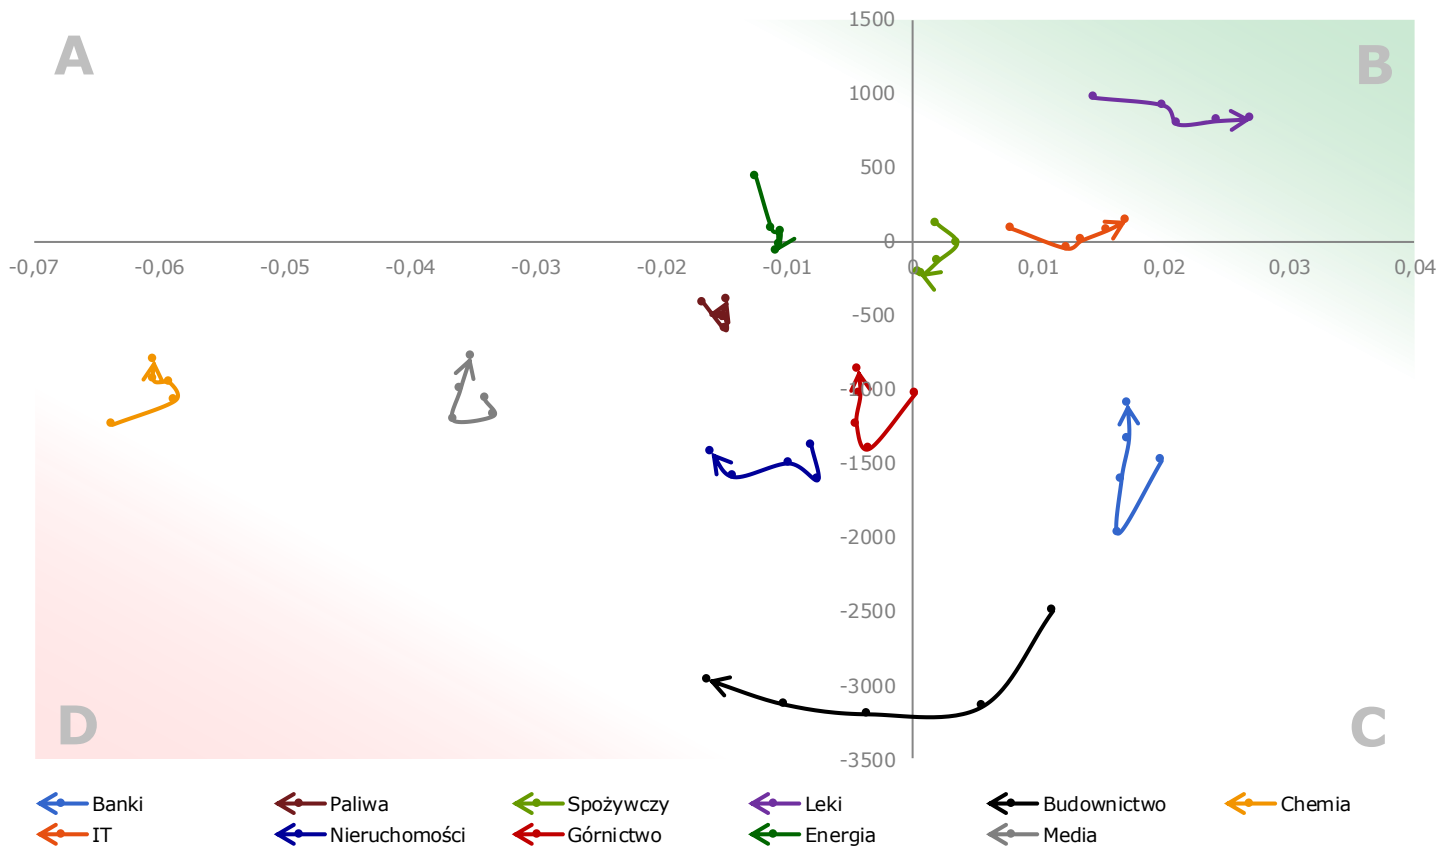 A
B
1500
1000
500
0
-0,07 -0,06 -0,05 -0,04 -0,03 -0,02 -0,01 0 0,01 0,02 0,03 0,04
-500
-1000
-1500
-2000
-2500
-3000
-3500
D
C
Banki Paliwa Spożywczy Leki Budownictwo Chemia
IT Nieruchomości Górnictwo Energia Media